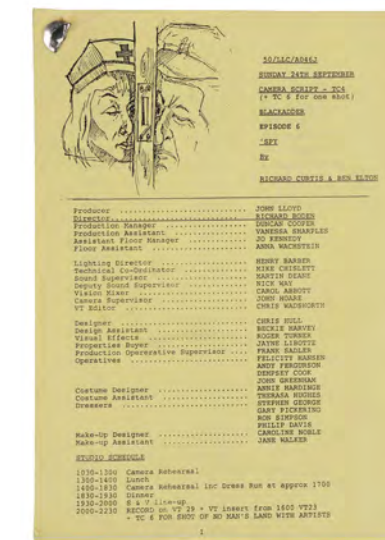 50/LLC/A046J
SUNDAY 24TH SEPTEMBER
CAMERA SCRIPT - TC4
(+ TC 6 for one shot)
BLACKADDER
EPISODE 6
'SPY
By
RICHARD CURTIS & BEN ELTON
Producer .................... JOHN LLOYD
Director .................... RICHARD BODEN
Production Manager .................... DUNCAN COOPER
Production Assistant .................... VANESSA SHARPLES
Assistant Floor Manager .................... JO KENNEDY
Floor Assistant .................... ANNA WACHSTEIN
Lighting Director .................... HENRY BARBER
Technical Co-Ordinator .................... MIKE CHISLETT
Sound Supervisor .................... MARTIN DEANE
Deputy Sound Supervisor .................... NICK WAY
Vision Mixer .................... CAROL ABBOTT
Camera Supervisor .................... JOHN HOARE
VT Editor .................... CHRIS WADSWORTH
Designer .................... CHRIS HULL
Design Assistant .................... BECKIE HARVEY
Visual Effects .................... ROGER TURNER
Properties Buyer .................... JAYNE LIBOTTE
Production Opererative Supervisor .... FRANK SADLER
Operatives .................... FELICITY HANSEN
ANDY FERGURSON
DEMPSEY COOK
JOHN GREENHAM
Costume Designer .................... ANNIE HARDINGE
Costume Assistant .................... THERASA HUGHES
Dressers .................... STEPHEN GEORGE
GARY PICKERING
RON SIMPSON
PHILIP DAVIS
Make-Up Designer .................... CAROLINE NOBLE
Make-up Assistant .................... JANE WALKER
STUDIO SCHEDULE
1030-1300 Camera Rehearsal
1300-1400 Lunch
1400-1830 Camera Rehearsal inc Dress Run at approx 1700
1830-1930 Dinner
1930-2000 S & V line-up
2000-2230 RECORD on VT 29 + VT insert from 1600 VT23
+ TC 6 FOR SHOT OF NO MAN'S LAND WITH ARTISTS
1